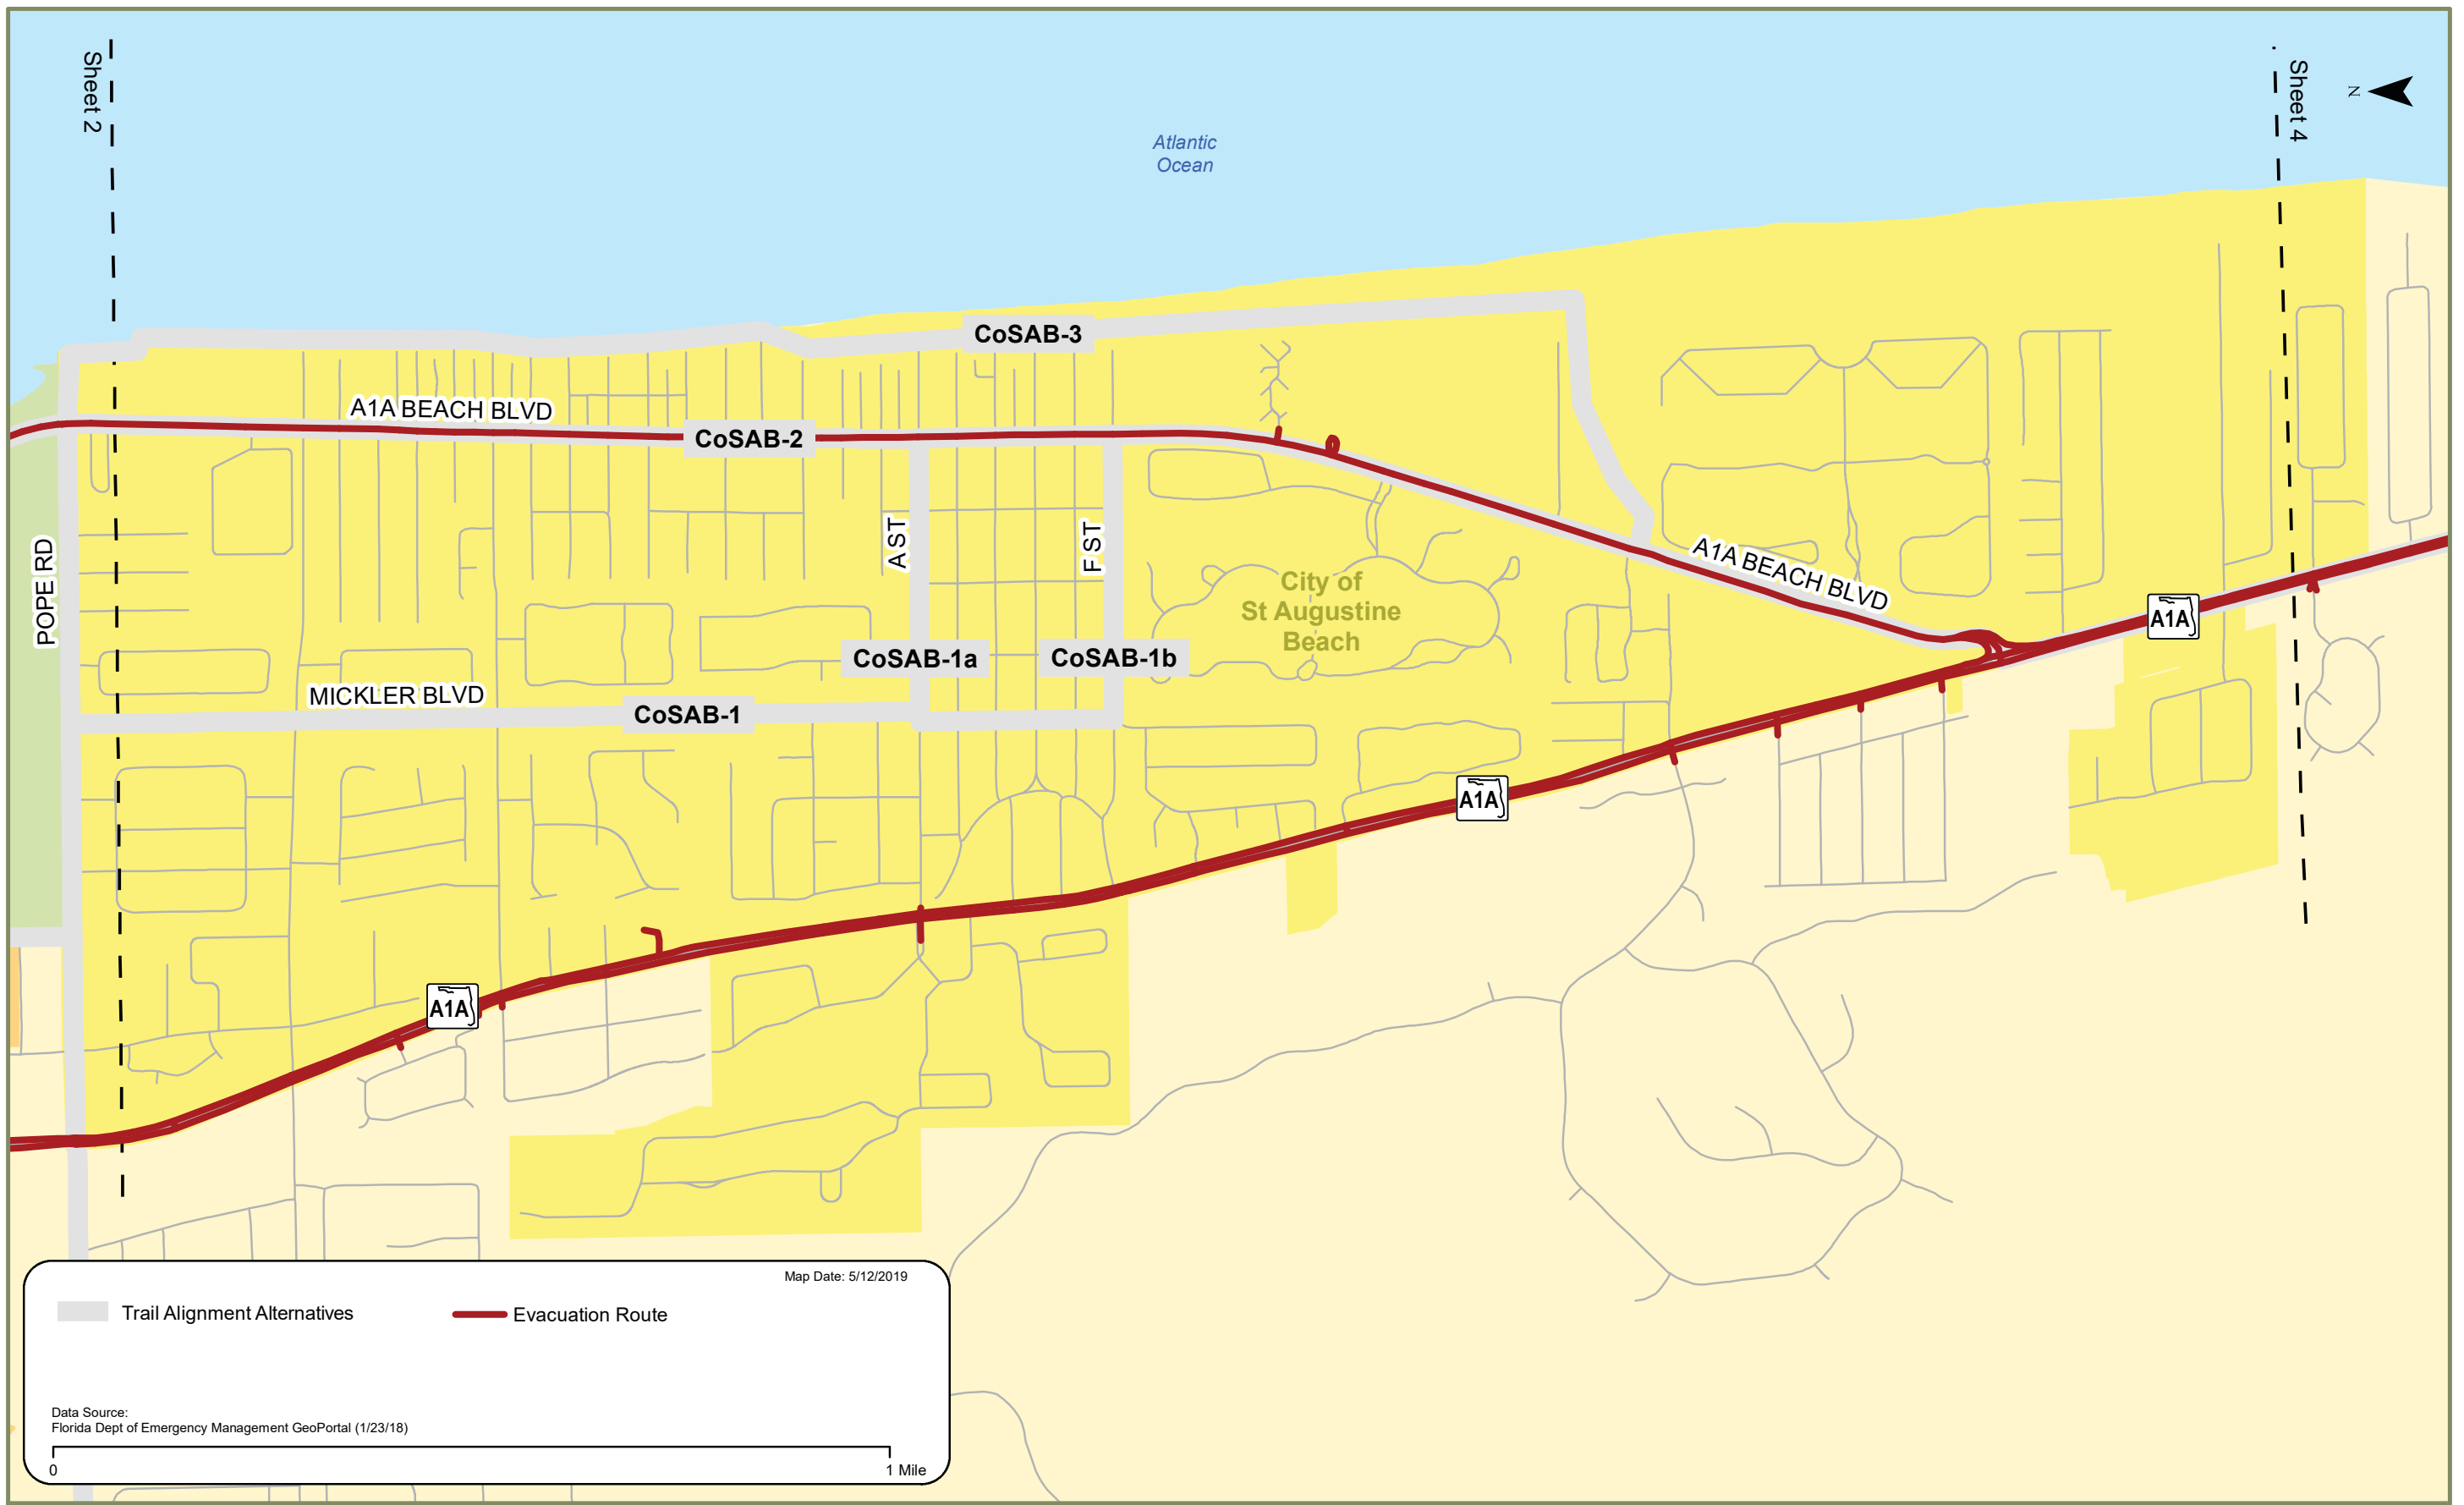 Sheet 2
Sheet 4
N
Atlantic
Ocean
CoSAB-3
A1A BEACH BLVD
CoSAB-2
POPE RD
A ST
F ST
A1A BEACH BLVD
City of
St Augustine
Beach
A1A
CoSAB-1a
CoSAB-1b
MICKLER BLVD
CoSAB-1
A1A
A1A
Map Date: 5/12/2019
Trail Alignment Alternatives
Evacuation Route
Data Source:
Florida Dept of Emergency Management GeoPortal (1/23/18)
0
1 Mile